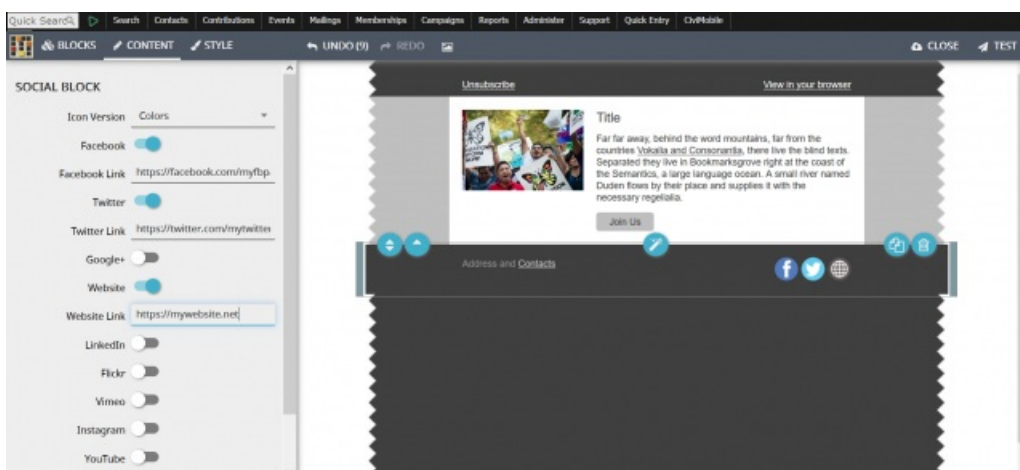 Quick Search
Search Contacts Contributions Events Mailings Memberships Campaigns Reports Administer Support Quick Entry CiviMobile
BLOCKS CONTENT STYLE UNDO (9) REDO CLOSE TEST
SOCIAL BLOCK
Icon Version Colors
Facebook
Facebook Link https://facebook.com/myfbp
Twitter
Twitter Link https://twitter.com/mytwitter
Google+
Website
Website Link https://mywebsite.net
LinkedIn
Flickr
Vimeo
Instagram
YouTube
Unsubscribe View in your browser
Title
Far far away, behind the word mountains, far from the
countries Vokalia and Consonantia, there live the blind texts.
Separated they live in Bookmarksgrove right at the coast of
the Semantics, a large language ocean. A small river named
Duden flows by their place and supplies it with the
necessary regelialia.
Join Us
Address and Contacts